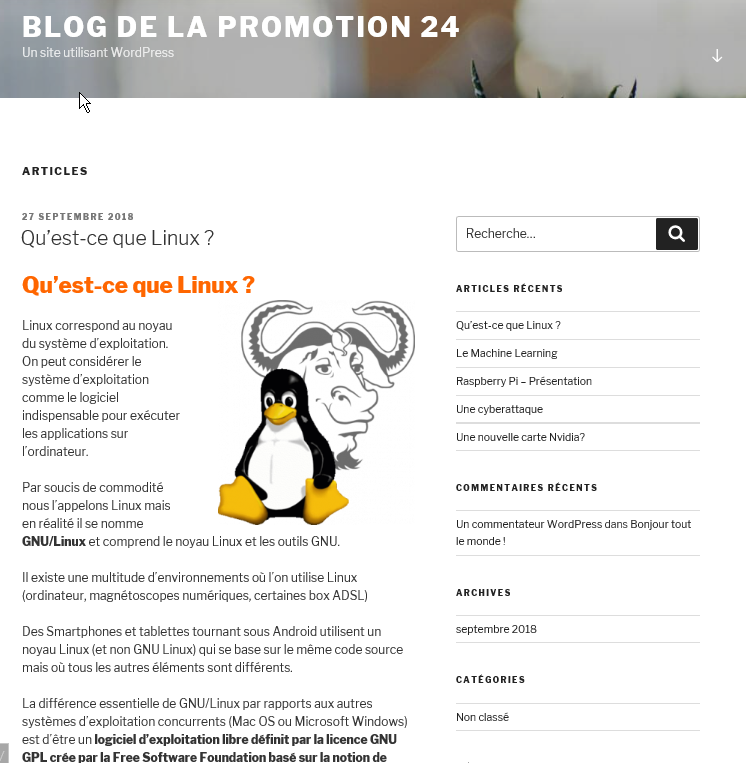 BLOG DE LA PROMOTION 24
Un site utilisant WordPress
ARTICLES
27 SEPTEMBRE 2018
Qu’est-ce que Linux ?
Qu’est-ce que Linux ?
Linux correspond au noyau
du système d’exploitation.
On peut considérer le
système d’exploitation
comme le logiciel
indispensable pour exécuter
les applications sur
l’ordinateur.
Par soucis de commodité
nous l’appelons Linux mais
en réalité il se nomme
GNU/Linux et comprend le noyau Linux et les outils GNU.
Il existe une multitude d’environnements où l’on utilise Linux
(ordinateur, magnétoscopes numériques, certaines box ADSL)
Des Smartphones et tablettes tournant sous Android utilisent un
noyau Linux (et non GNU Linux) qui se base sur le même code source
mais où tous les autres éléments sont différents.
La différence essentielle de GNU/Linux par rapports aux autres
systèmes d’exploitation concurrents (Mac OS ou Microsoft Windows)
est d’être un logiciel d’exploitation libre définit par la licence GNU
GPL crée par la Free Software Foundation basé sur la notion de
Recherche…
ARTICLES RÉCENTS
Qu’est-ce que Linux ?
Le Machine Learning
Raspberry Pi – Présentation
Une cyberattaque
Une nouvelle carte Nvidia?
COMMENTAIRES RÉCENTS
Un commentateur WordPress dans Bonjour tout
le monde !
ARCHIVES
septembre 2018
CATÉGORIES
Non classé